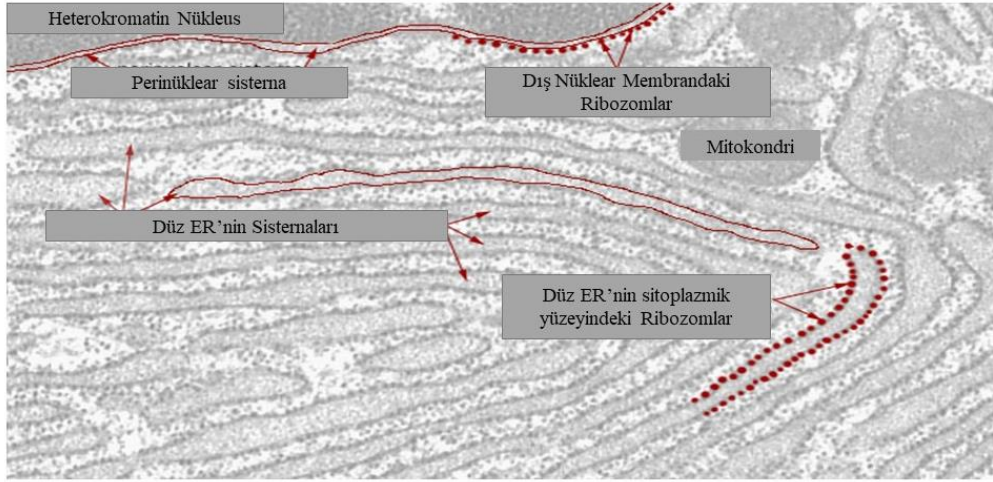 Heterokromatin Nükleus
Perinüklear sisterna
Dış Nüklear Membrandaki
Ribozomlar
Mitokondri
Düz ER’nin Sisternaları
Düz ER’nin sitoplazmik
yüzeyindeki Ribozomlar